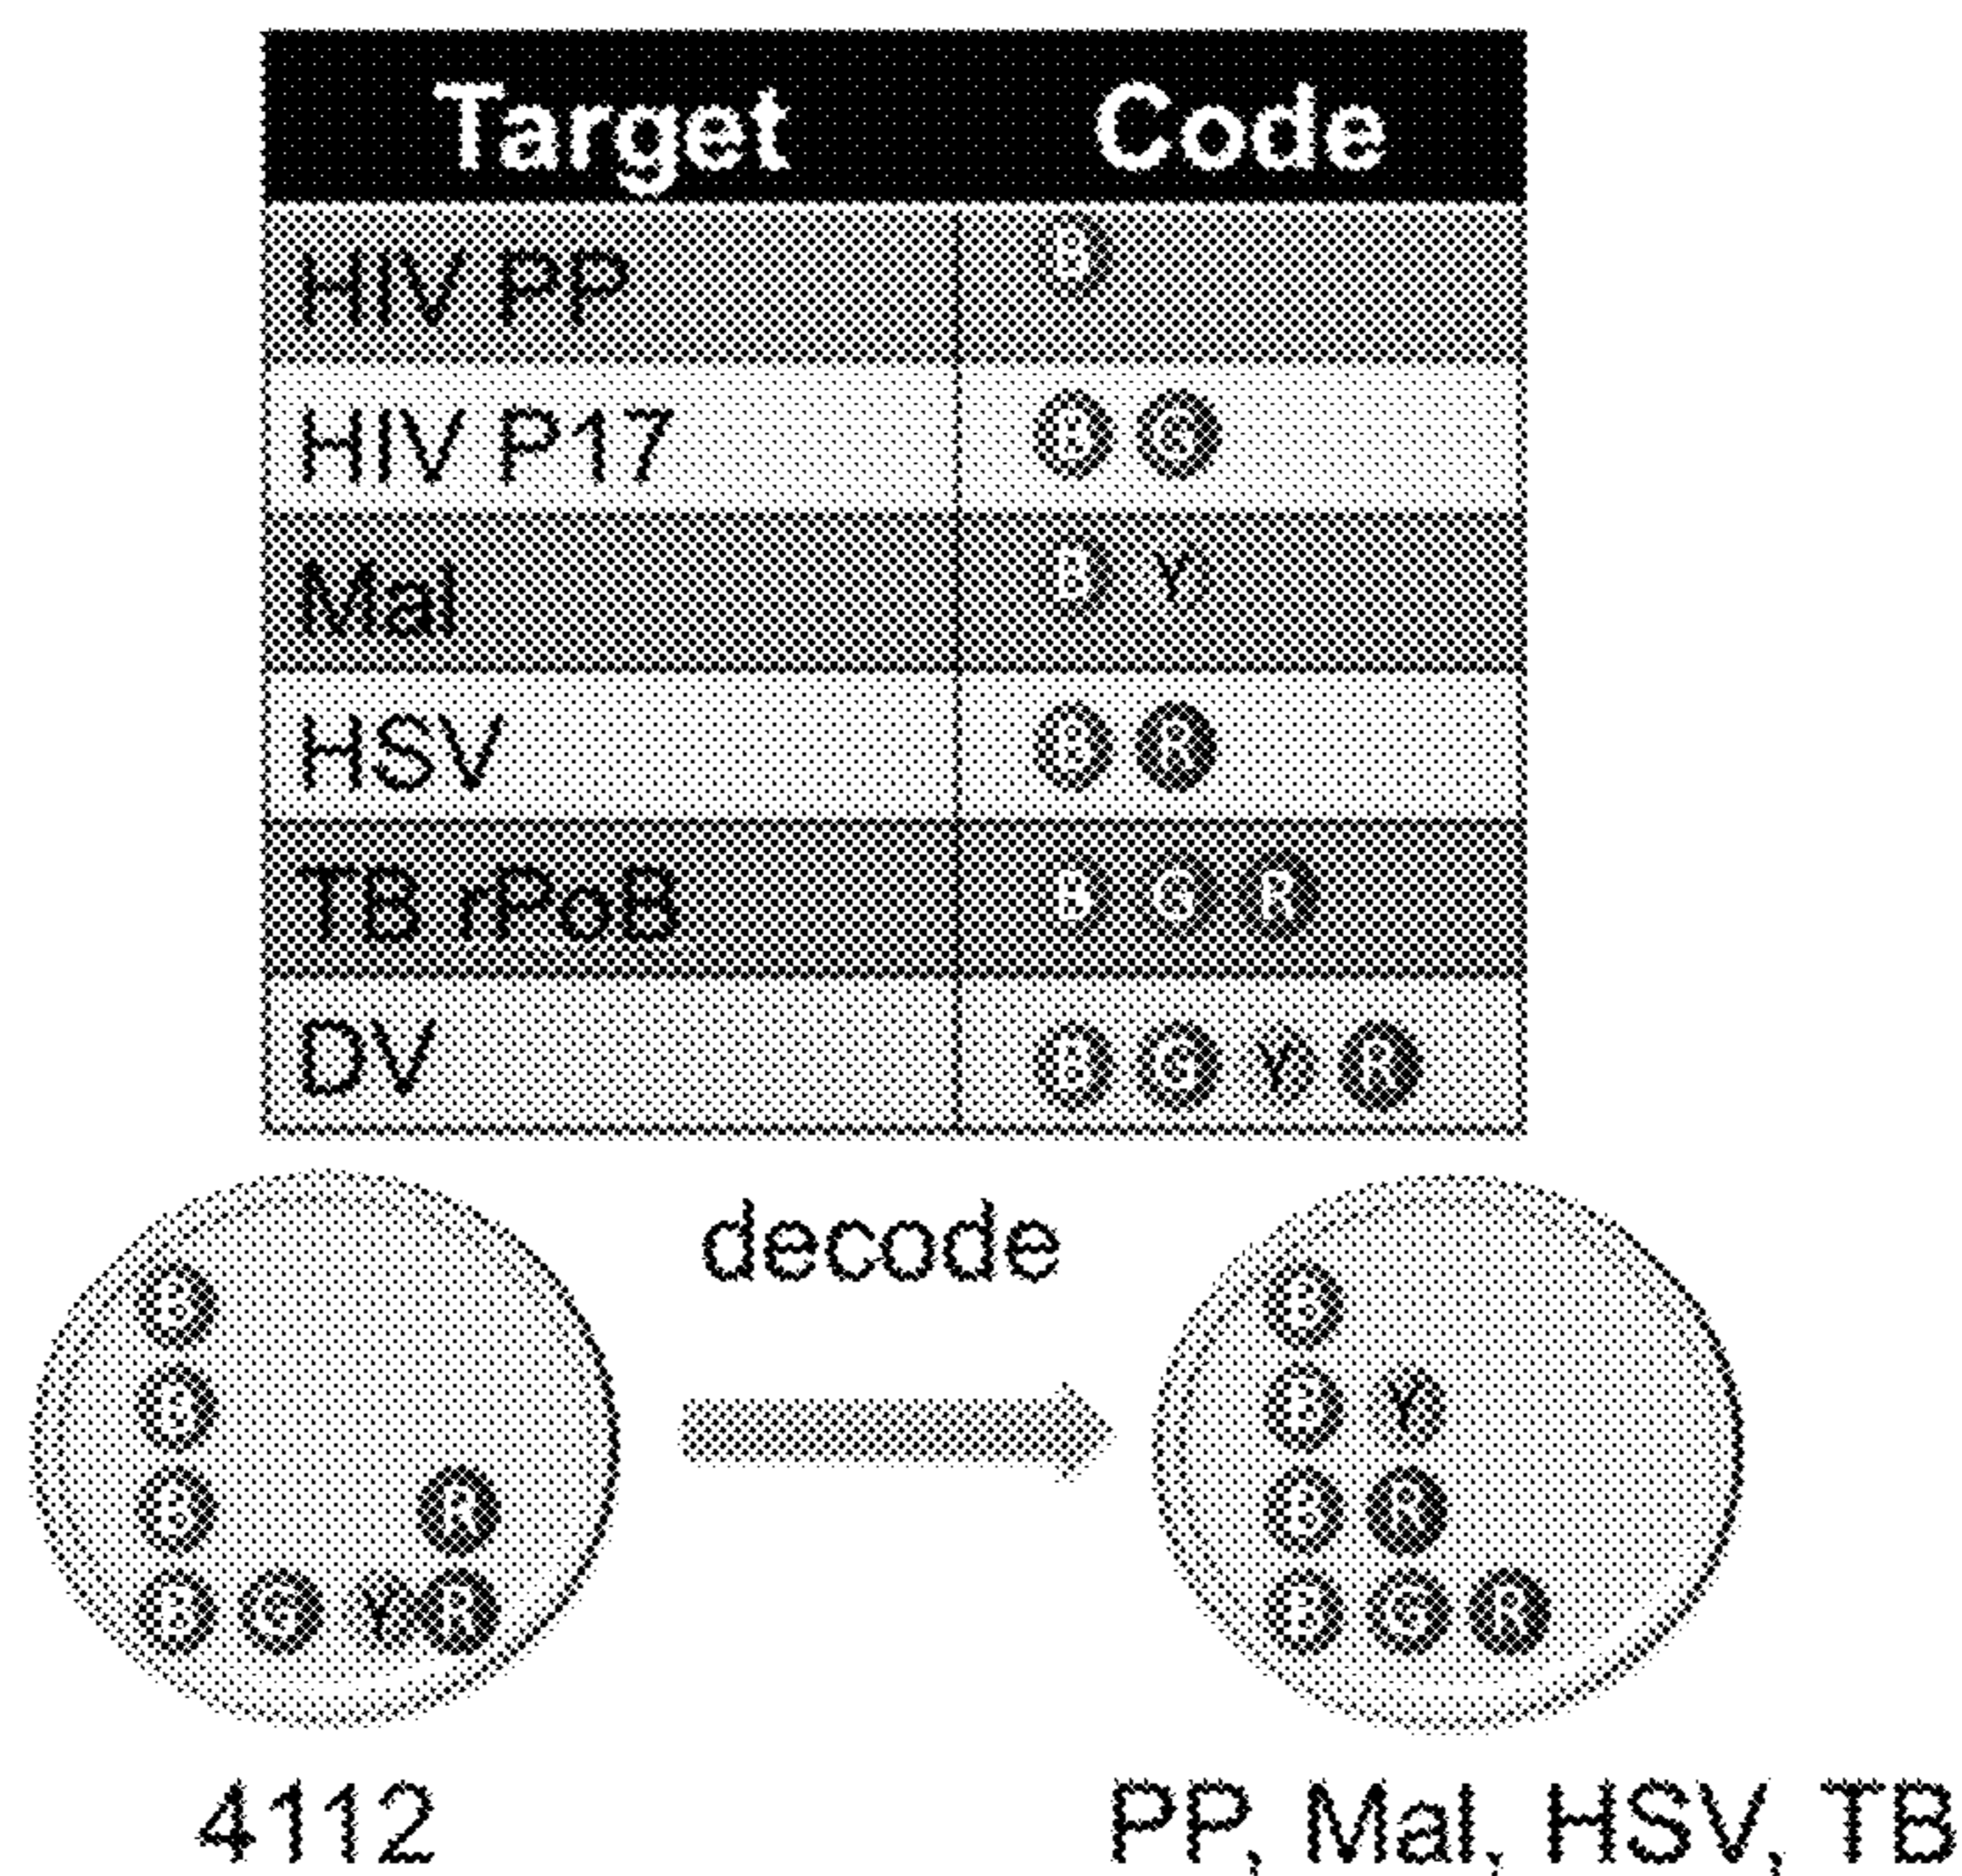 Target Code
HIV PP B
HIV P17 B G
Mal B Y
HSV B R
TB rPoB B G R
DV B G Y R
decode
B
B
B R
B G Y R
B
B Y
B R
B G R
4112
PP, Mal, HSV, TB